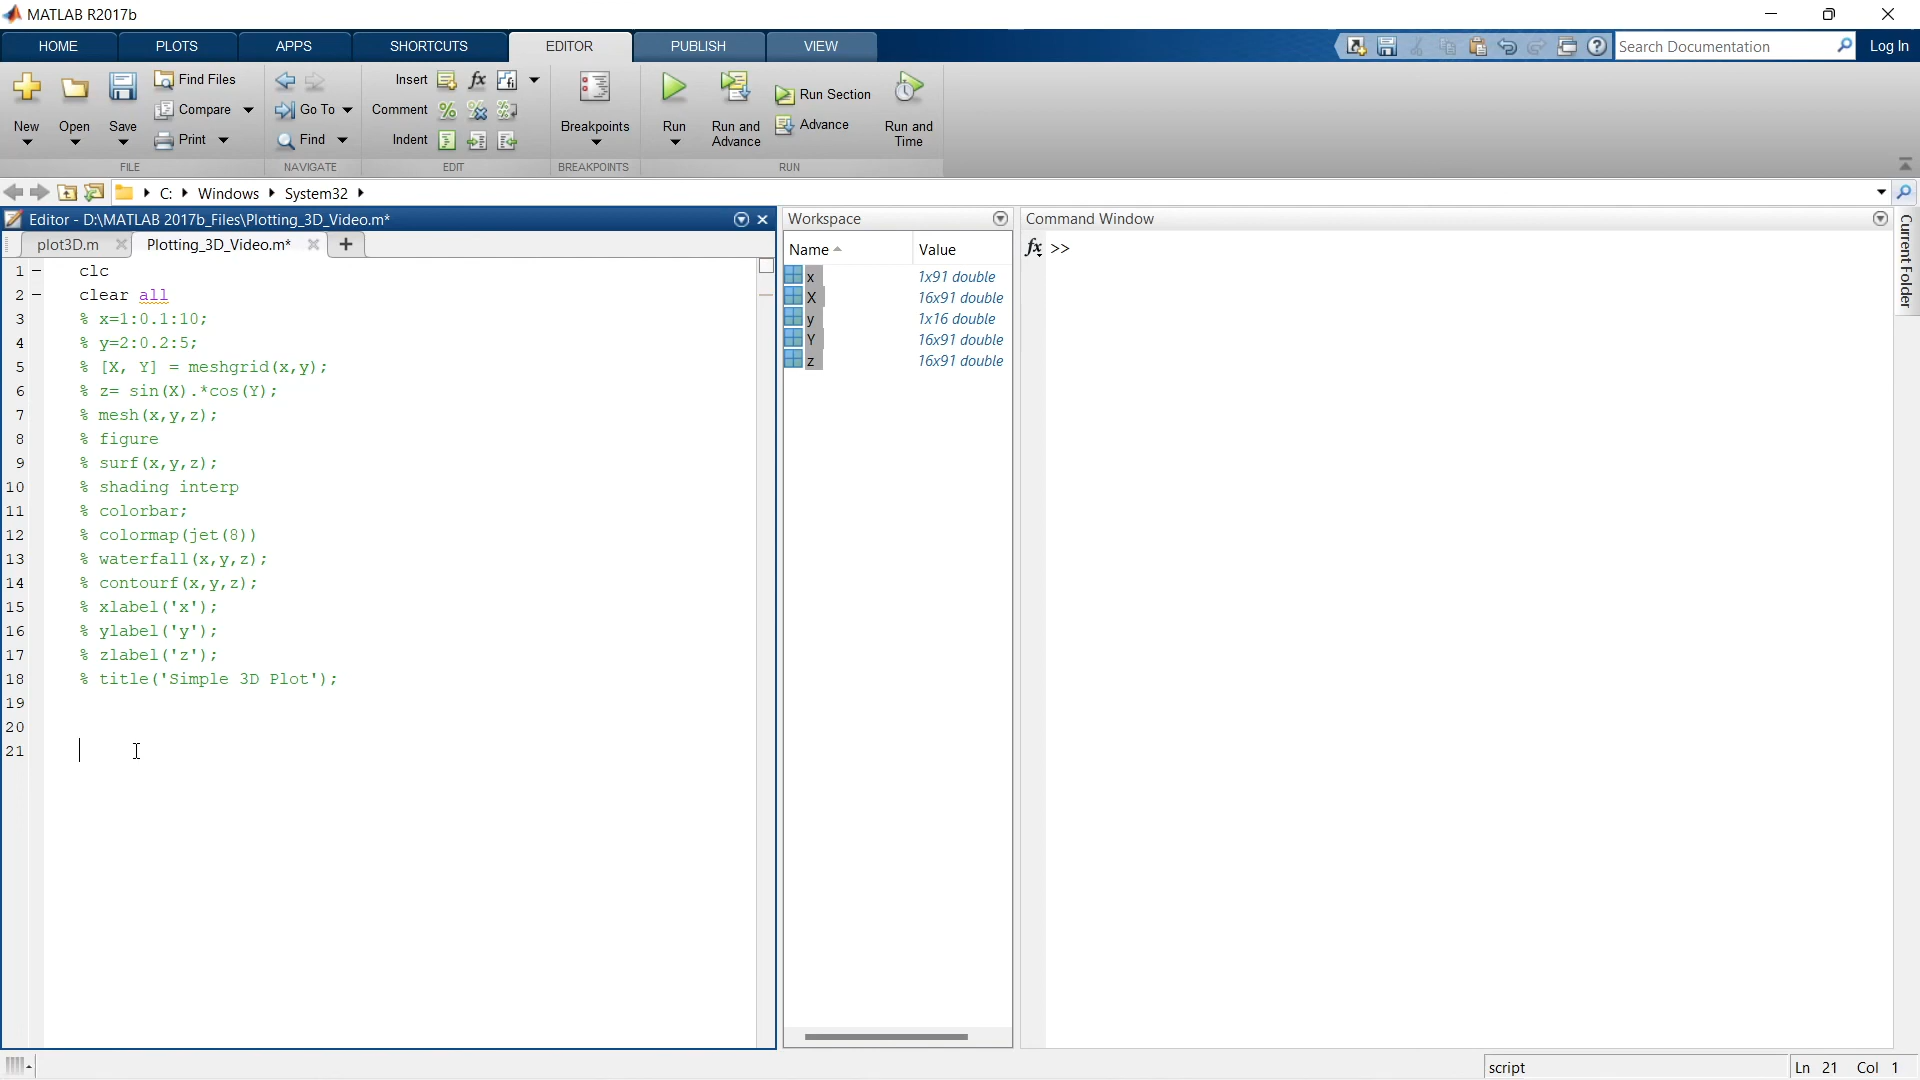 MATLAB R2017b
HOME PLOTS APPS SHORTCUTS EDITOR PUBLISH VIEW Search Documentation Log In
New Open Save Find Files Compare Print
Go To Find
Insert fx Comment Indent
Breakpoints
Run Run and Advance Run Section Advance Run and Time
FILE NAVIGATE EDIT BREAKPOINTS RUN
C: Windows System32
Editor - D:\MATLAB 2017b_Files\Plotting_3D_Video.m*
plot3D.m Plotting_3D_Video.m*
1 clc
2 clear all
3 % x=1:0.1:10;
4 % y=2:0.2:5;
5 % [X, Y] = meshgrid(x,y);
6 % z= sin(X).*cos(Y);
7 % mesh(x,y,z);
8 % figure
9 % surf(x,y,z);
10 % shading interp
11 % colorbar;
12 % colormap(jet(8))
13 % waterfall(x,y,z);
14 % contourf(x,y,z);
15 % xlabel('x');
16 % ylabel('y');
17 % zlabel('z');
18 % title('Simple 3D Plot');
19
20
21
Workspace
Name Value
x 1x91 double
X 16x91 double
y 1x16 double
Y 16x91 double
z 16x91 double
Command Window
fx >>
Current Folder
script Ln 21 Col 1